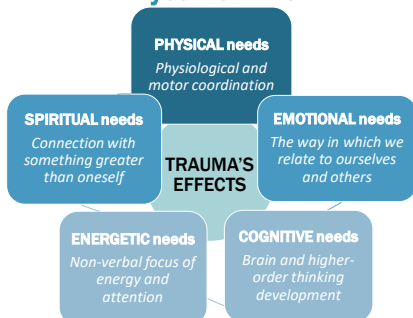 PHYSICAL needs
Physiological and
motor coordination
SPIRITUAL needs
Connection with
something greater
than oneself
EMOTIONAL needs
The way in which we
relate to ourselves
and others
TRAUMA'S
EFFECTS
ENERGETIC needs
Non-verbal focus of
energy and
attention
COGNITIVE needs
Brain and higher-
order thinking
development